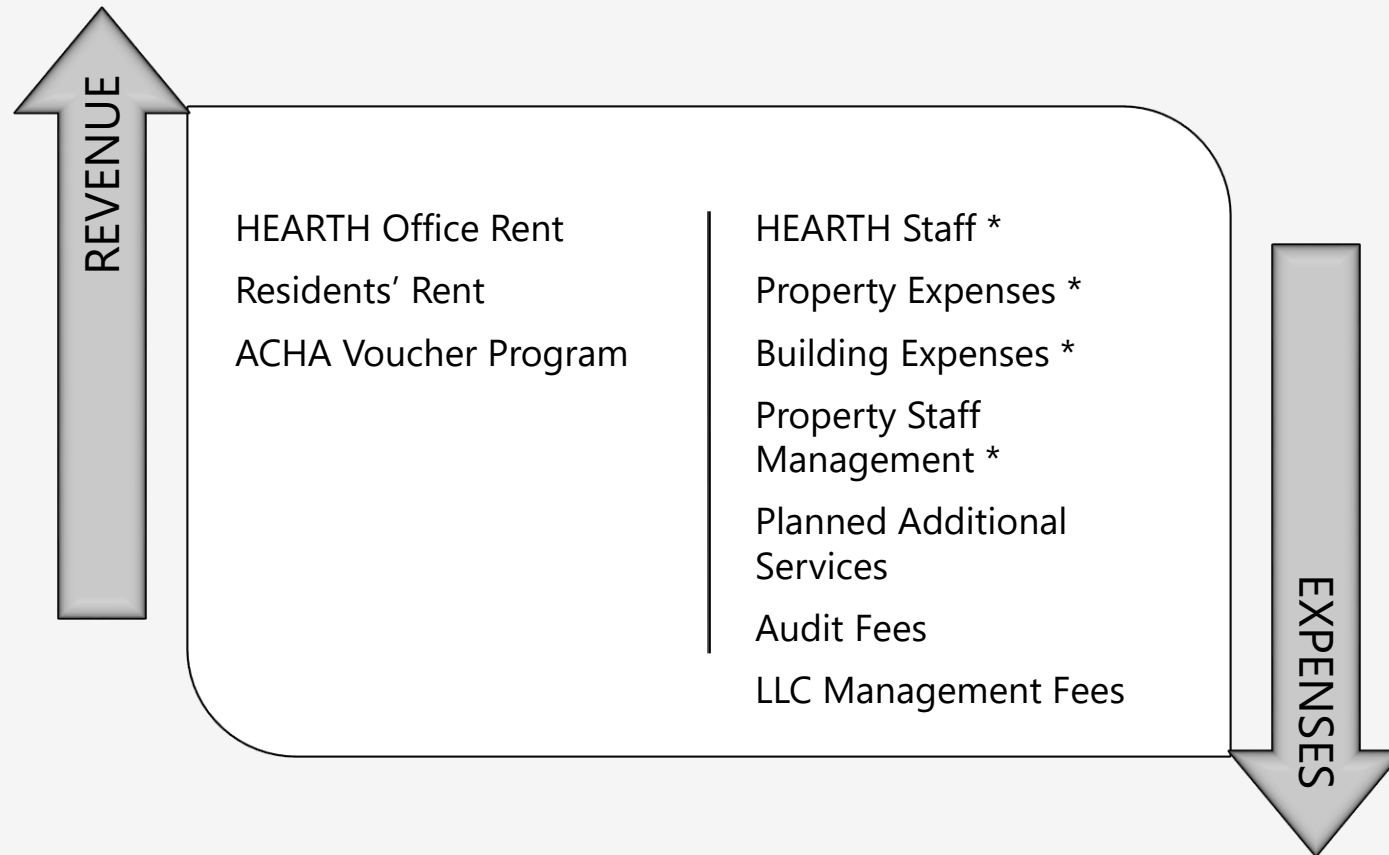 REVENUE
HEARTH Office Rent
Residents’ Rent
ACHA Voucher Program
HEARTH Staff *
Property Expenses *
Building Expenses *
Property Staff
Management *
Planned Additional
Services
Audit Fees
LLC Management Fees
EXPENSES